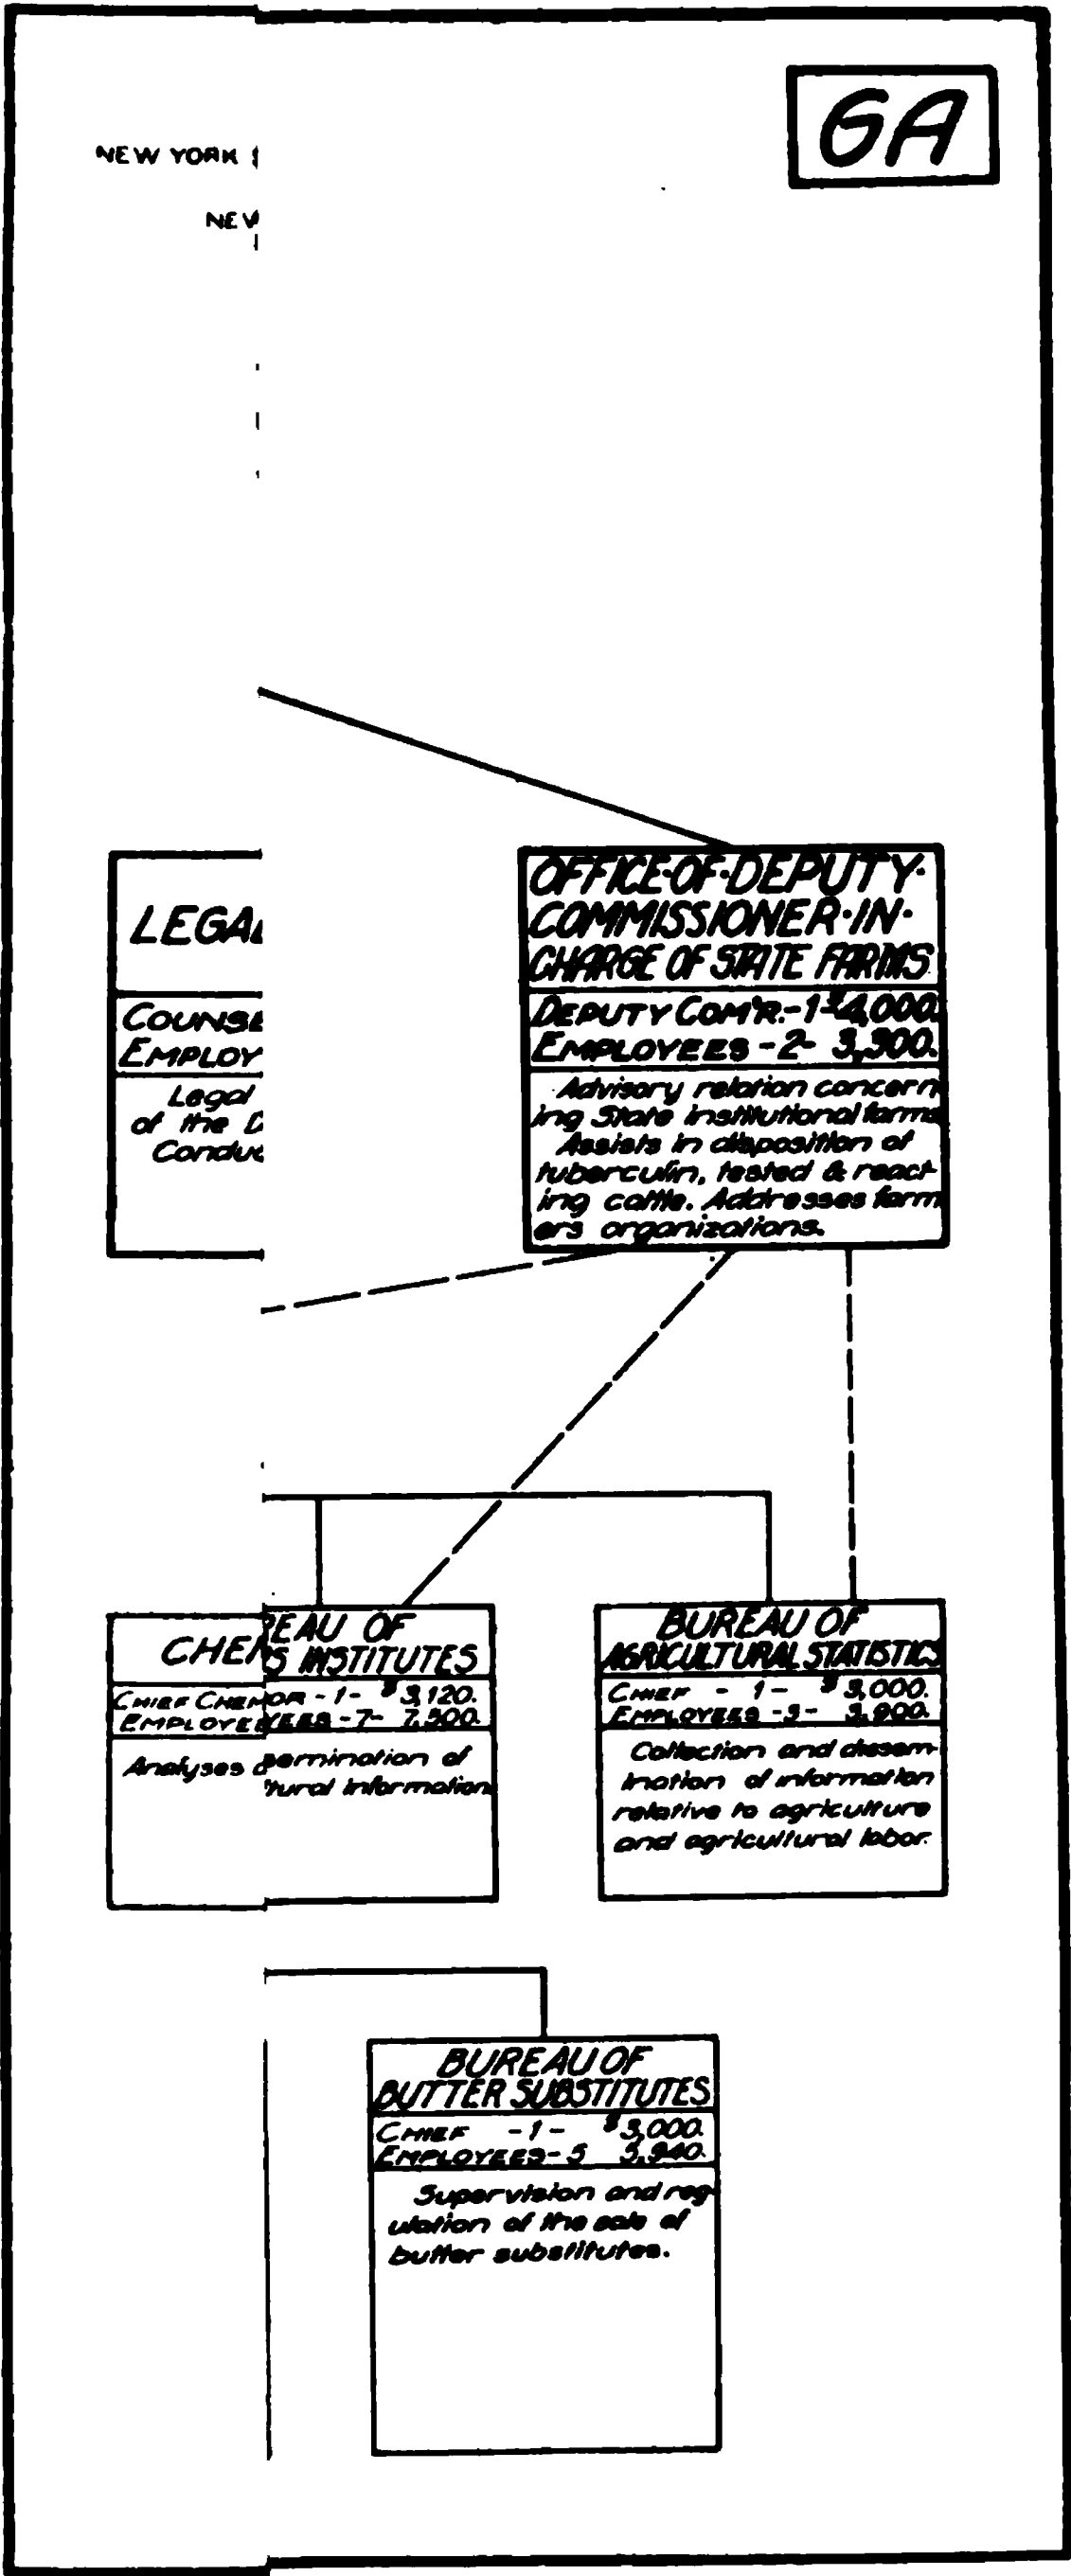 6A
NEW YORK
NEW
LEGAL
COUNSE
EMPLOY
Legal
of the D
Conduc
OFFICE·OF·DEPUTY·
COMMISSIONER·IN·
CHARGE OF STATE FARMS
DEPUTY COM'R.-1-$4,000.
EMPLOYEES -2- 3,300.
Advisory relation concern
ing State institutional farms
Assists in disposition of
tuberculin, tested & react-
ing cattle. Addresses farm
ers organizations.
CHEM
CHIEF CHEM
EMPLOYE
Analyses
REAU OF
S INSTITUTES
OR -1- $3,120.
YEES -7- 7,500.
semination of
tural information
BUREAU OF
AGRICULTURAL STATISTICS
CHIEF - 1 - $3,000.
EMPLOYEES -3- 3,900.
Collection and dissem-
ination of information
relative to agriculture
and agricultural labor.
BUREAU OF
BUTTER SUBSTITUTES
CHIEF -1- $3,000.
EMPLOYEES-5 5,940.
Supervision and reg
ulation of the sale of
butter substitutes.